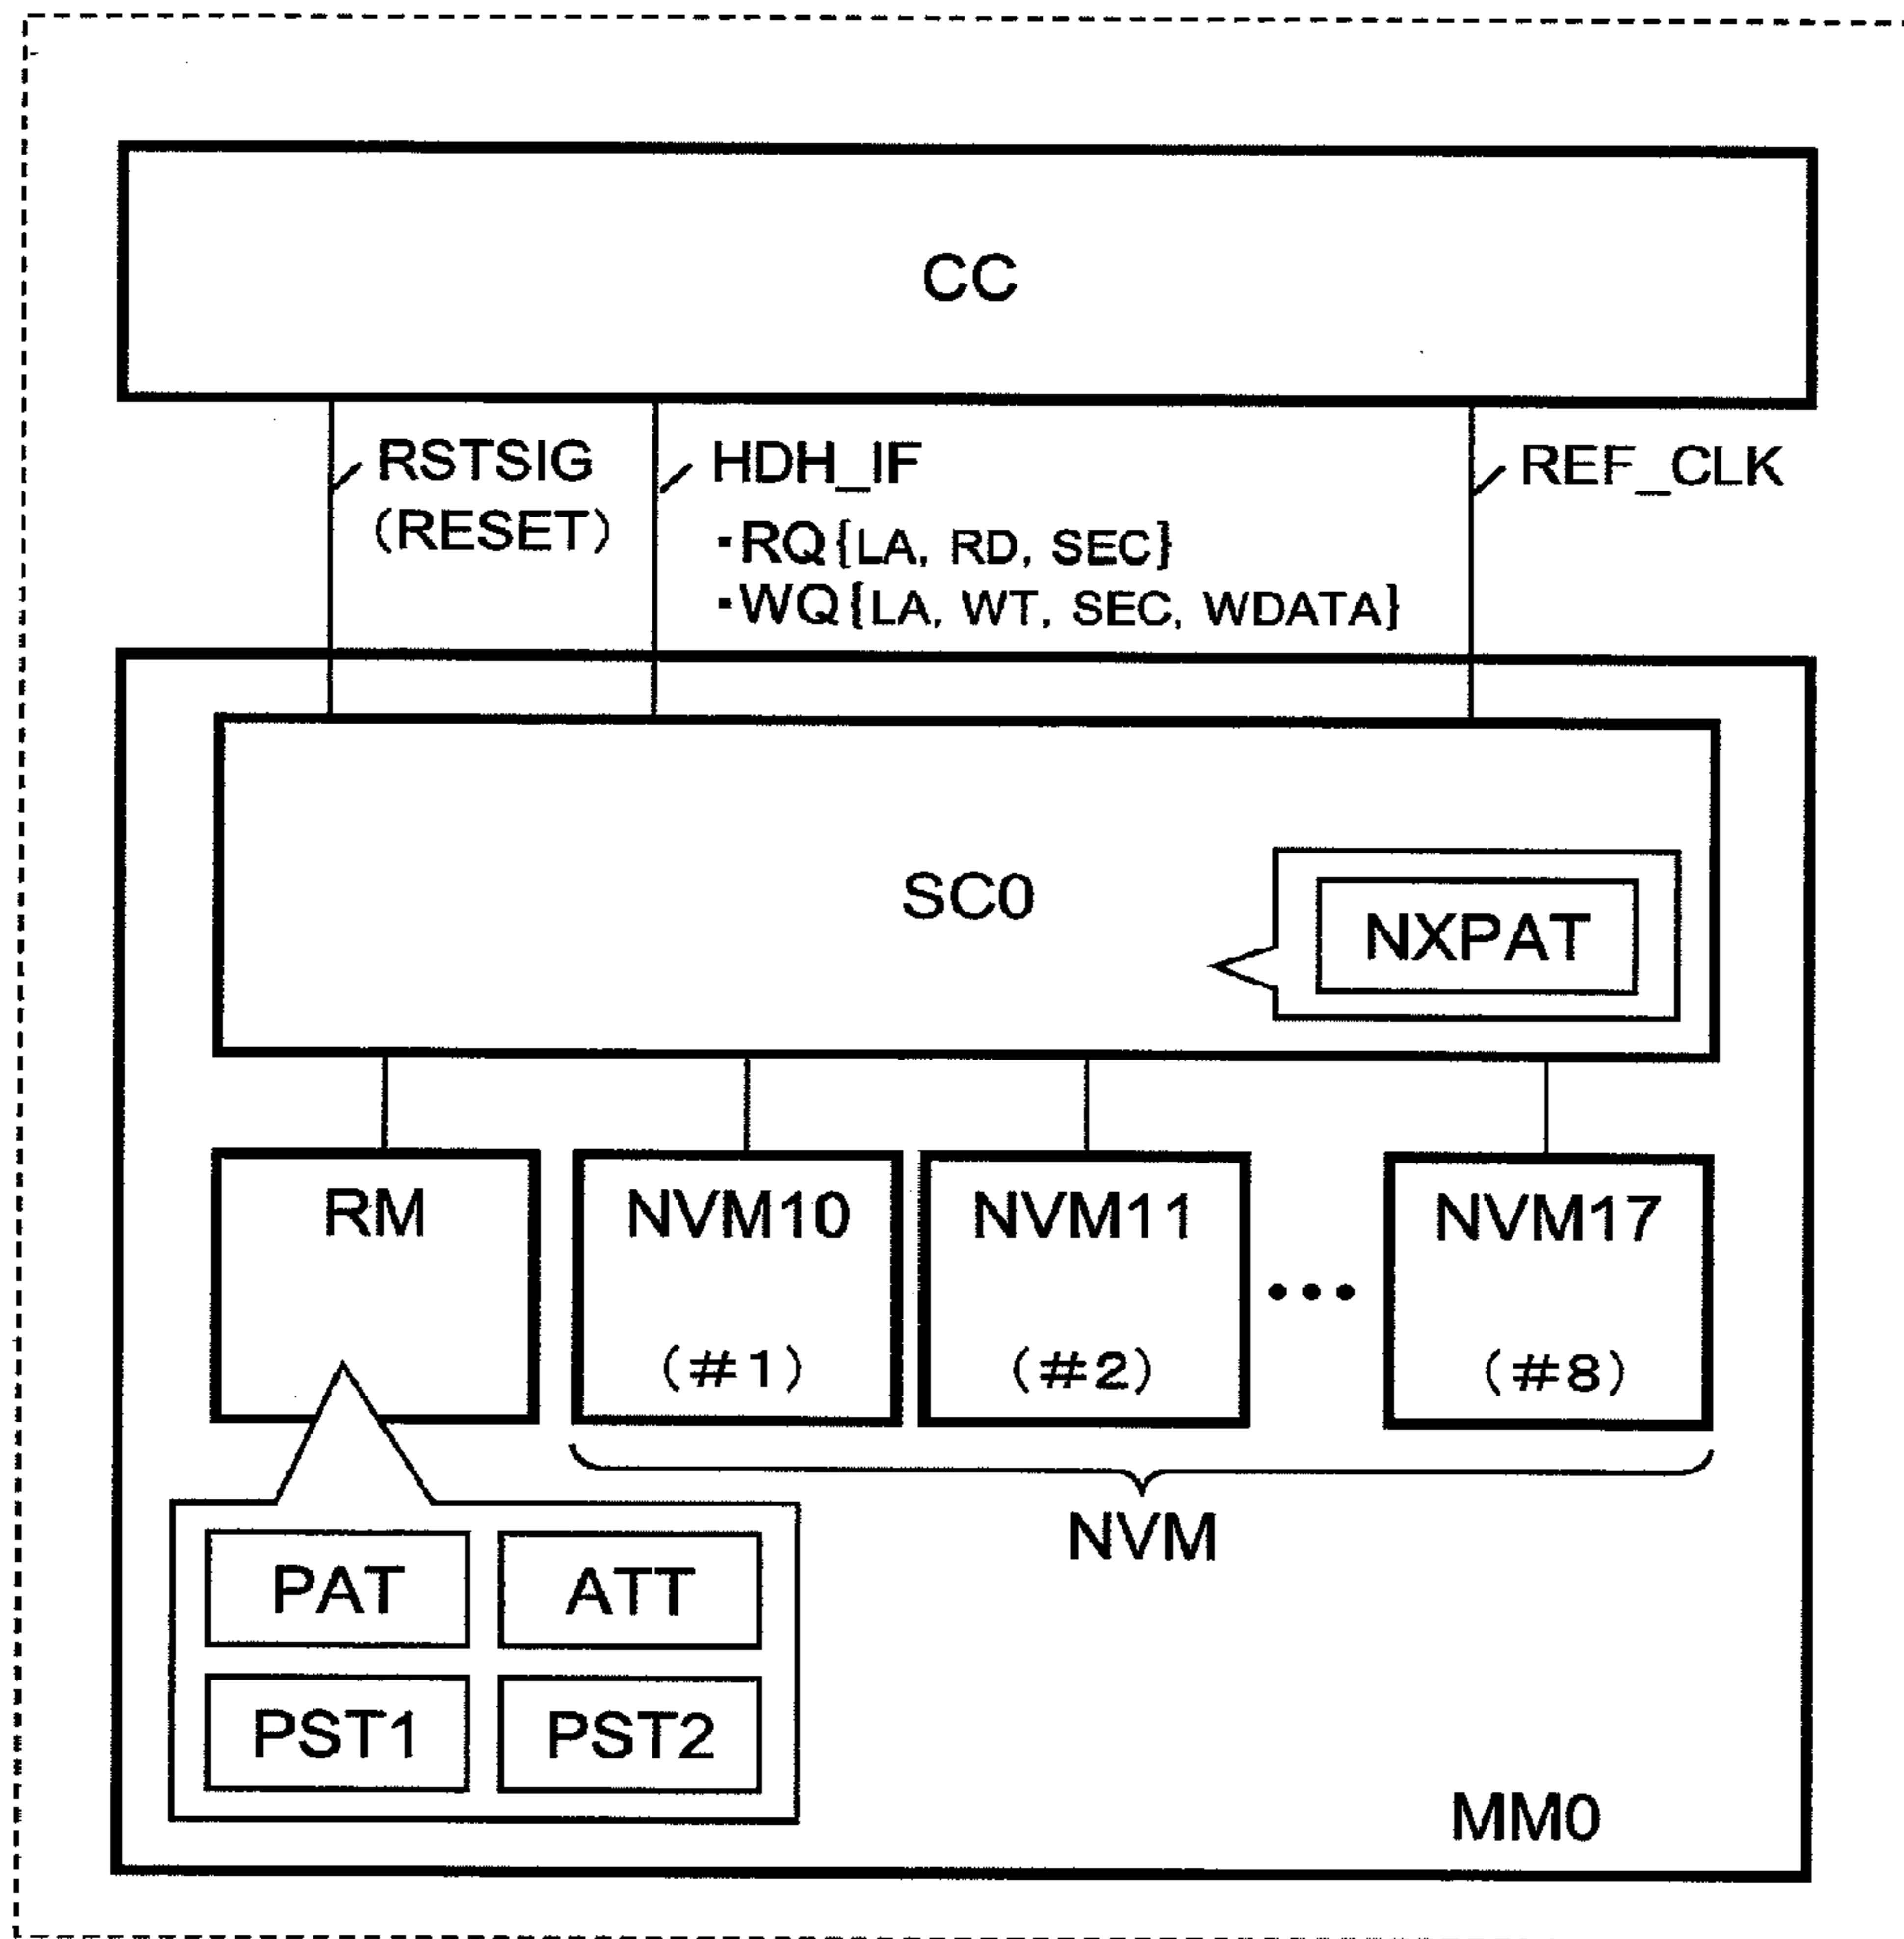 CC
RSTSIG
(RESET)
HDH_IF
▪RQ{LA, RD, SEC}
▪WQ{LA, WT, SEC, WDATA}
REF_CLK
SC0
NXPAT
RM
NVM10
(#1)
NVM11
(#2)
•••
NVM17
(#8)
NVM
PAT
ATT
PST1
PST2
MM0